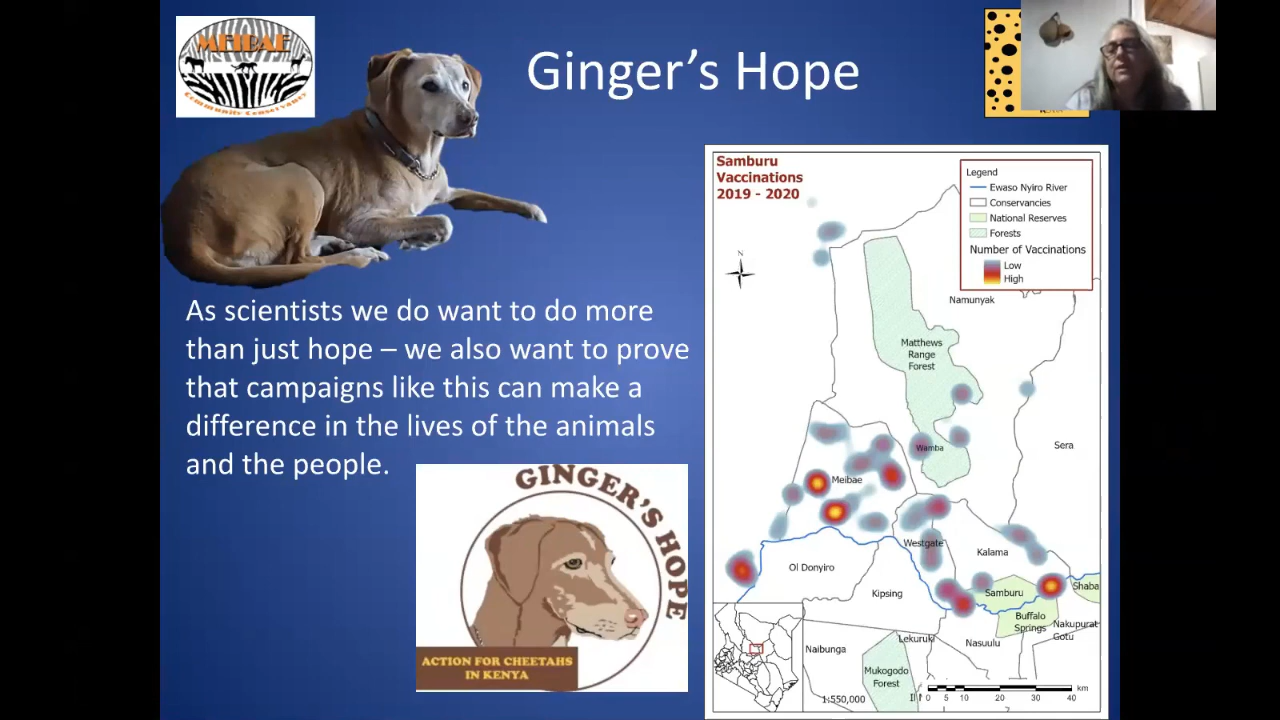 MEIBAE
Community Conservancy
Ginger's Hope
As scientists we do want to do more
than just hope – we also want to prove
that campaigns like this can make a
difference in the lives of the animals
and the people.
GINGER'S HOPE
ACTION FOR CHEETAHS
IN KENYA
Samburu
Vaccinations
2019 - 2020
Legend
Ewaso Nyiro River
Conservancies
National Reserves
Forests
Number of Vaccinations
Low
High
N
Namunyak
Matthews
Range
Forest
Sera
Wamba
Meibae
Westgate
Kalama
Ol Donyiro
Kipsing
Samburu
Shaba
Buffalo
Springs
Nakuprat
Gotu
Lekuruki
Nasuulu
Naibunga
Mukogodo
Forest
1:550,000
km
0 5 10 20 30 40